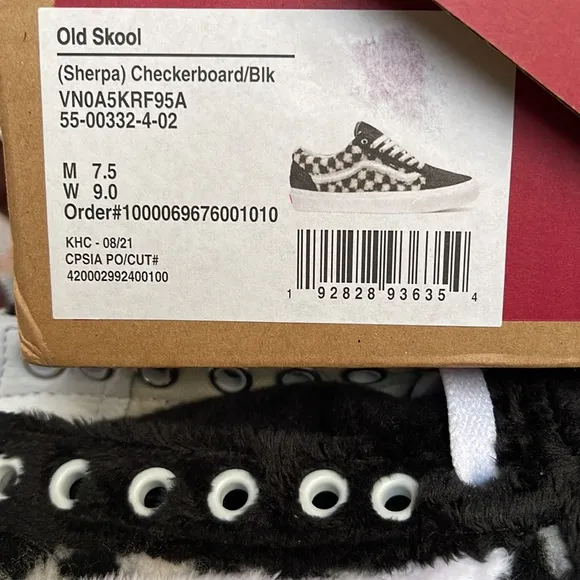 Old Skool
(Sherpa) Checkerboard/Blk
VN0A5KRF95A
55-00332-4-02
M 7.5
W 9.0
Order#1000069676001010
KHC - 08/21
CPSIA PO/CUT#
420002992400100
1 92828 93635 4